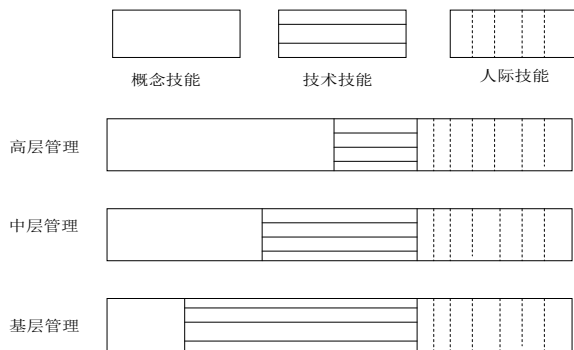 概念技能
技术技能
人际技能
高层管理
中层管理
基层管理